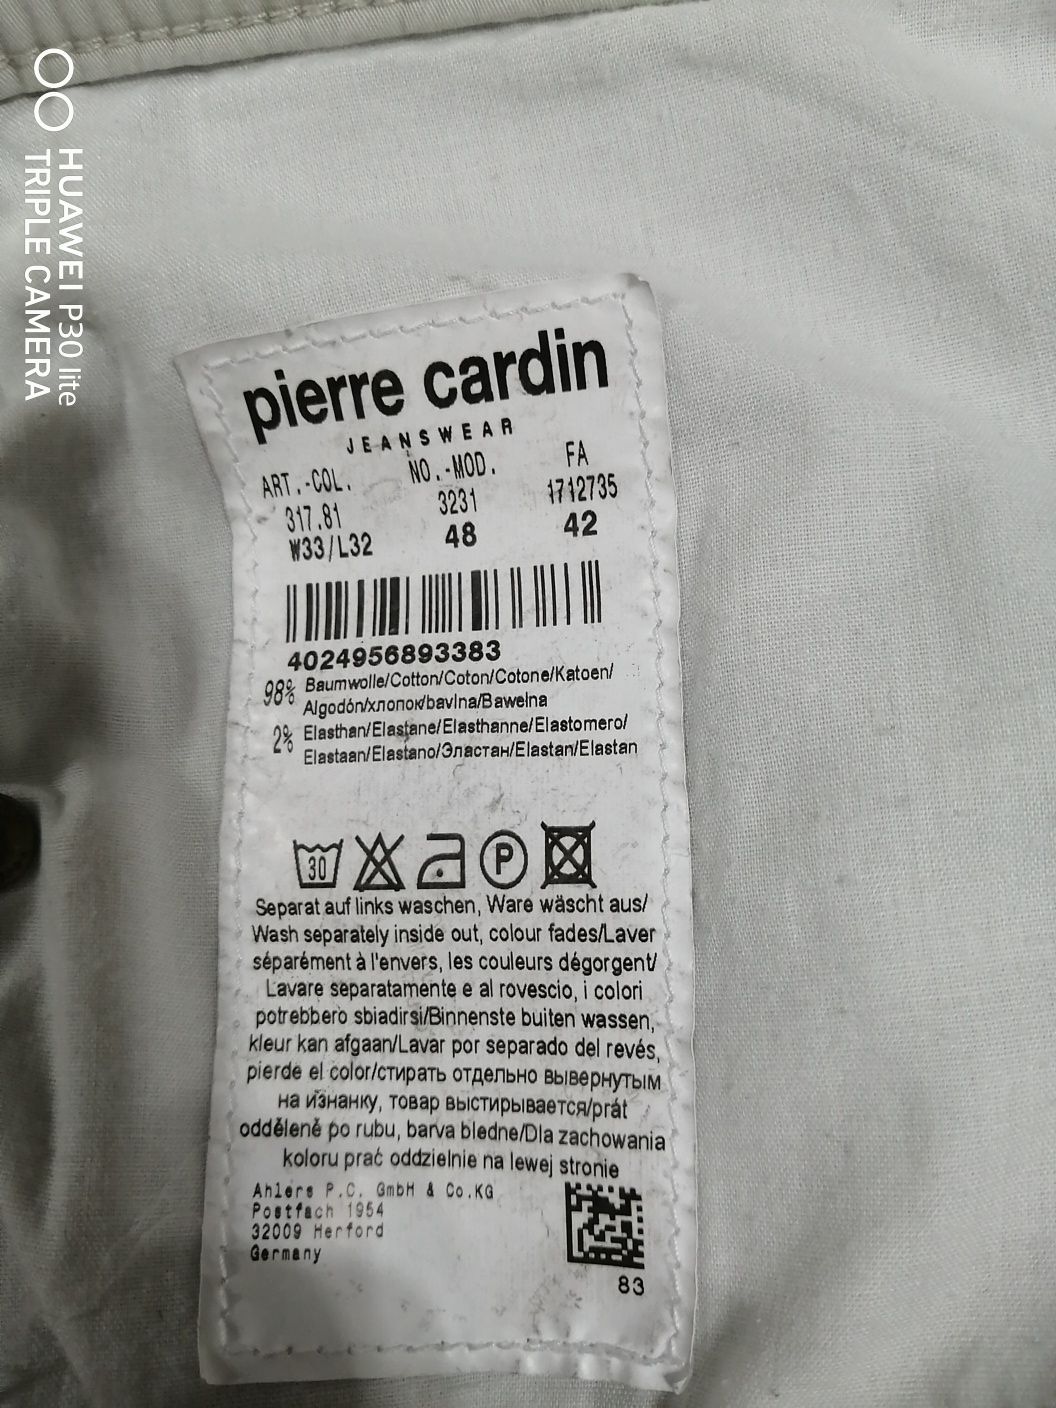 HUAWEI P30 lite
TRIPLE CAMERA
pierre cardin
JEANSWEAR
ART.-COL. NO.-MOD. FA
317.81 3231 1712735
W33/L32 48 42
4024956893383
98% Baumwolle/Cotton/Coton/Cotone/Katoen/
Algodón/хлопок/bavlna/Bawełna
2% Elasthan/Elastane/Elasthanne/Elastomero/
Elastaan/Elastano/Эластан/Elastan/Elastan
30 P
Separat auf links waschen, Ware wäscht aus/
Wash separately inside out, colour fades/Laver
séparément à l'envers, les couleurs dégorgent/
Lavare separatamente e al rovescio, i colori
potrebbero sbiadirsi/Binnenste buiten wassen,
kleur kan afgaan/Lavar por separado del revés,
pierde el color/стирать отдельно вывернутым
на изнанку, товар выстирывается/prát
odděleně po rubu, barva bledne/Dla zachowania
koloru prać oddzielnie na lewej stronie
Ahlers P.C. GmbH & Co.KG
Postfach 1954
32009 Herford
Germany
83